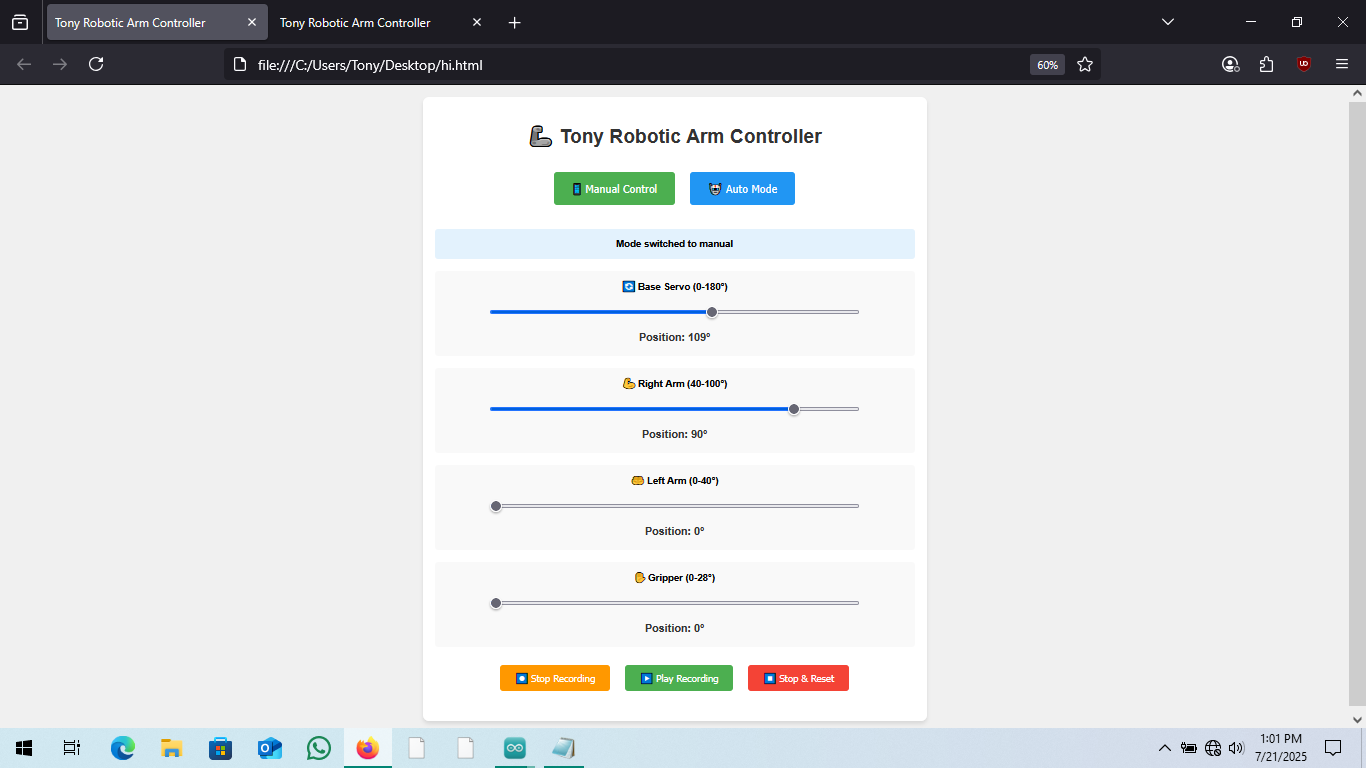 Tony Robotic Arm Controller
Tony Robotic Arm Controller
file:///C:/Users/Tony/Desktop/hi.html
60%
Tony Robotic Arm Controller
Manual Control
Auto Mode
Mode switched to manual
Base Servo (0-180°)
Position: 109°
Right Arm (40-100°)
Position: 90°
Left Arm (0-40°)
Position: 0°
Gripper (0-28°)
Position: 0°
Stop Recording
Play Recording
Stop & Reset
1:01 PM
7/21/2025